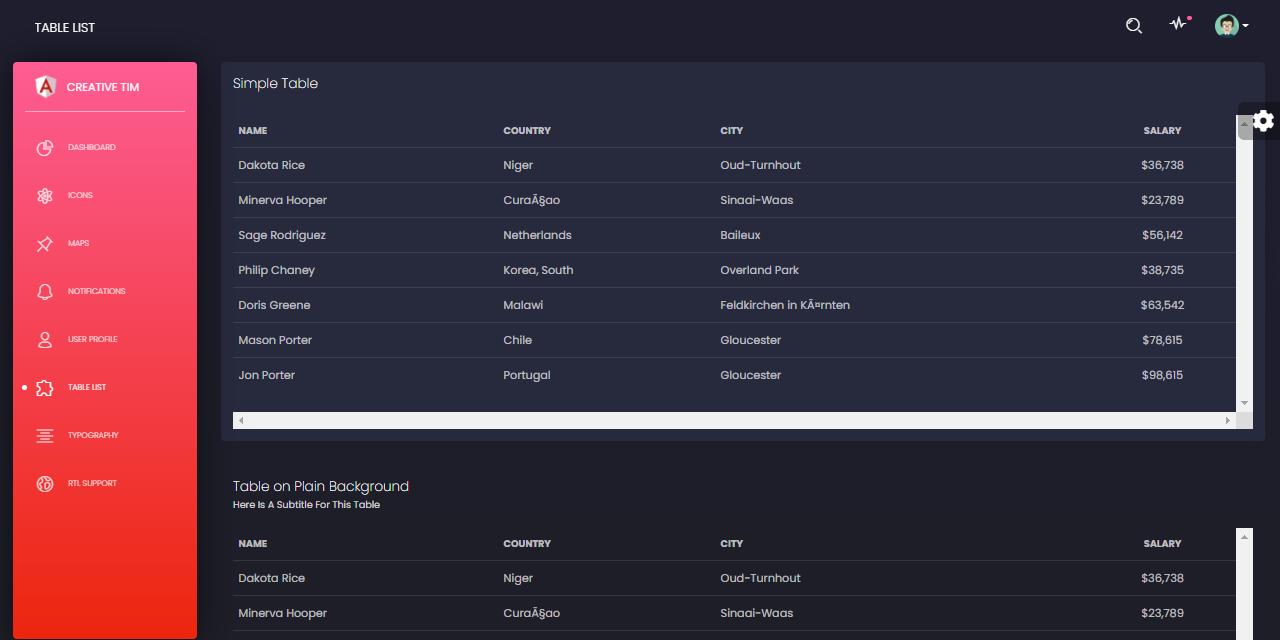 TABLE LIST
CREATIVE TIM
DASHBOARD
ICONS
MAPS
NOTIFICATIONS
USER PROFILE
TABLE LIST
TYPOGRAPHY
RTL SUPPORT
Simple Table
NAME COUNTRY CITY SALARY
Dakota Rice Niger Oud-Turnhout $36,738
Minerva Hooper CuraÃ§ao Sinaai-Waas $23,789
Sage Rodriguez Netherlands Baileux $56,142
Philip Chaney Korea, South Overland Park $38,735
Doris Greene Malawi Feldkirchen in KÃ¤rnten $63,542
Mason Porter Chile Gloucester $78,615
Jon Porter Portugal Gloucester $98,615
Table on Plain Background
Here Is A Subtitle For This Table
NAME COUNTRY CITY SALARY
Dakota Rice Niger Oud-Turnhout $36,738
Minerva Hooper CuraÃ§ao Sinaai-Waas $23,789